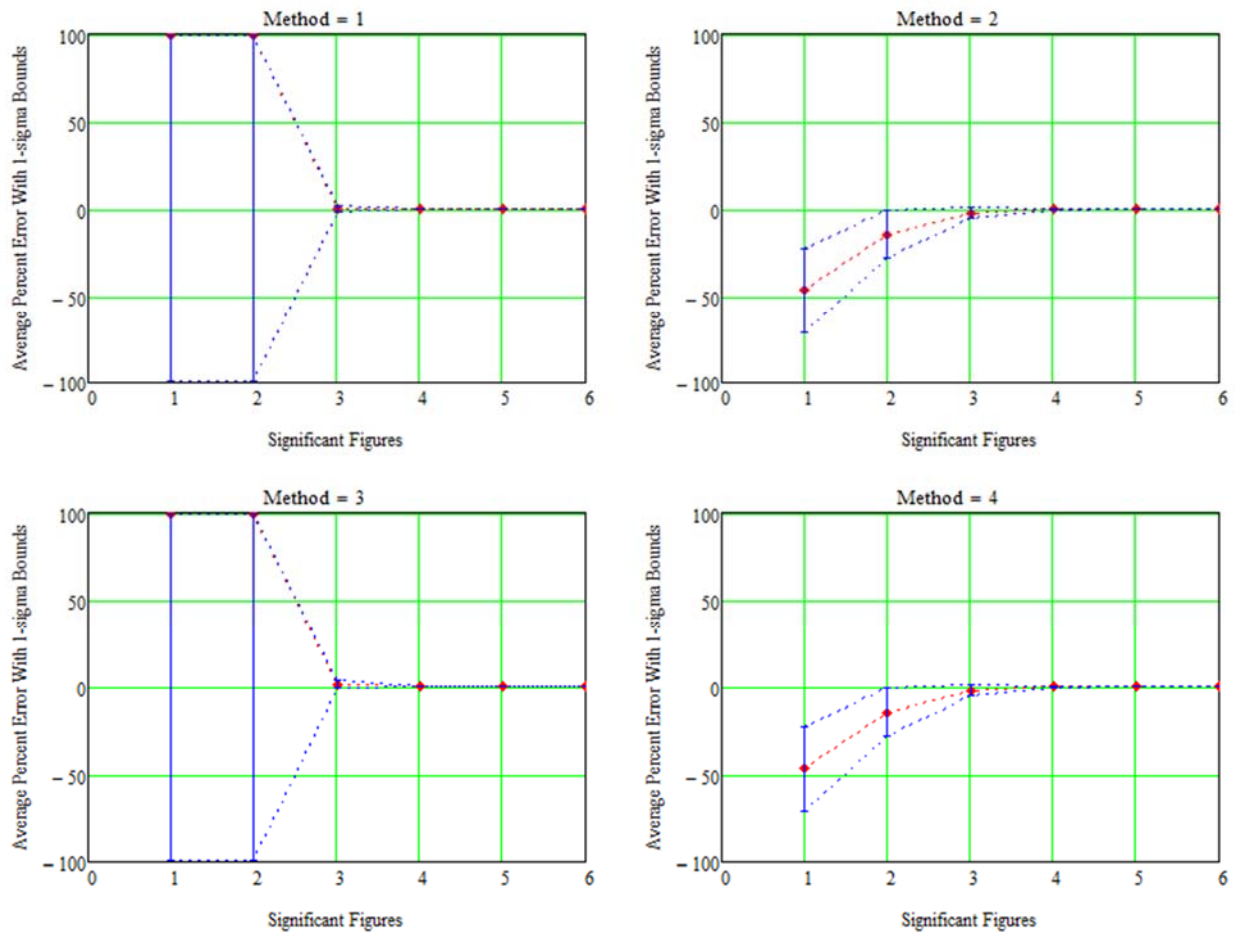 Method = 1
Average Percent Error With 1-sigma Bounds
100
50
0
− 50
− 100
0 1 2 3 4 5 6
Significant Figures
Method = 2
Average Percent Error With 1-sigma Bounds
100
50
0
− 50
− 100
0 1 2 3 4 5 6
Significant Figures
Method = 3
Average Percent Error With 1-sigma Bounds
100
50
0
− 50
− 100
0 1 2 3 4 5 6
Significant Figures
Method = 4
Average Percent Error With 1-sigma Bounds
100
50
0
− 50
− 100
0 1 2 3 4 5 6
Significant Figures